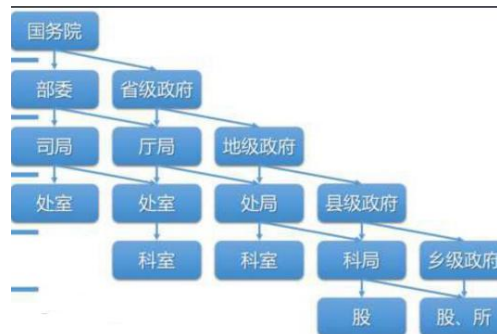 国务院
部委 省级政府
司局 厅局 地级政府
处室 处室 处局 县级政府
科室 科室 科局 乡级政府
股 股、所